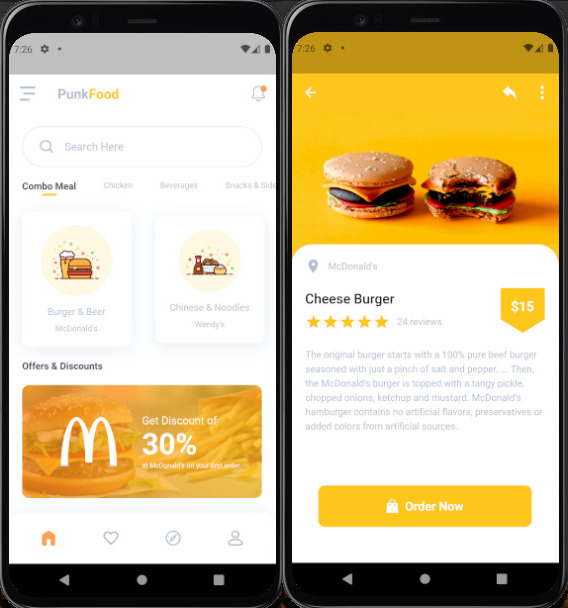 7:26
PunkFood
Search Here
Combo Meal
Chicken
Beverages
Snacks & Side
Burger & Beer
McDonald's
Chinese & Noodles
Wendy's
Offers & Discounts
Get Discount of
30%
at McDonald's on your first order
7:26
McDonald's
Cheese Burger
24 reviews
$15
The original burger starts with a 100% pure beef burger
seasoned with just a pinch of salt and pepper. ... Then,
the McDonald's burger is topped with a tangy pickle,
chopped onions, ketchup and mustard. McDonald's
hamburger contains no artificial flavors, preservatives or
added colors from artificial sources.
Order Now